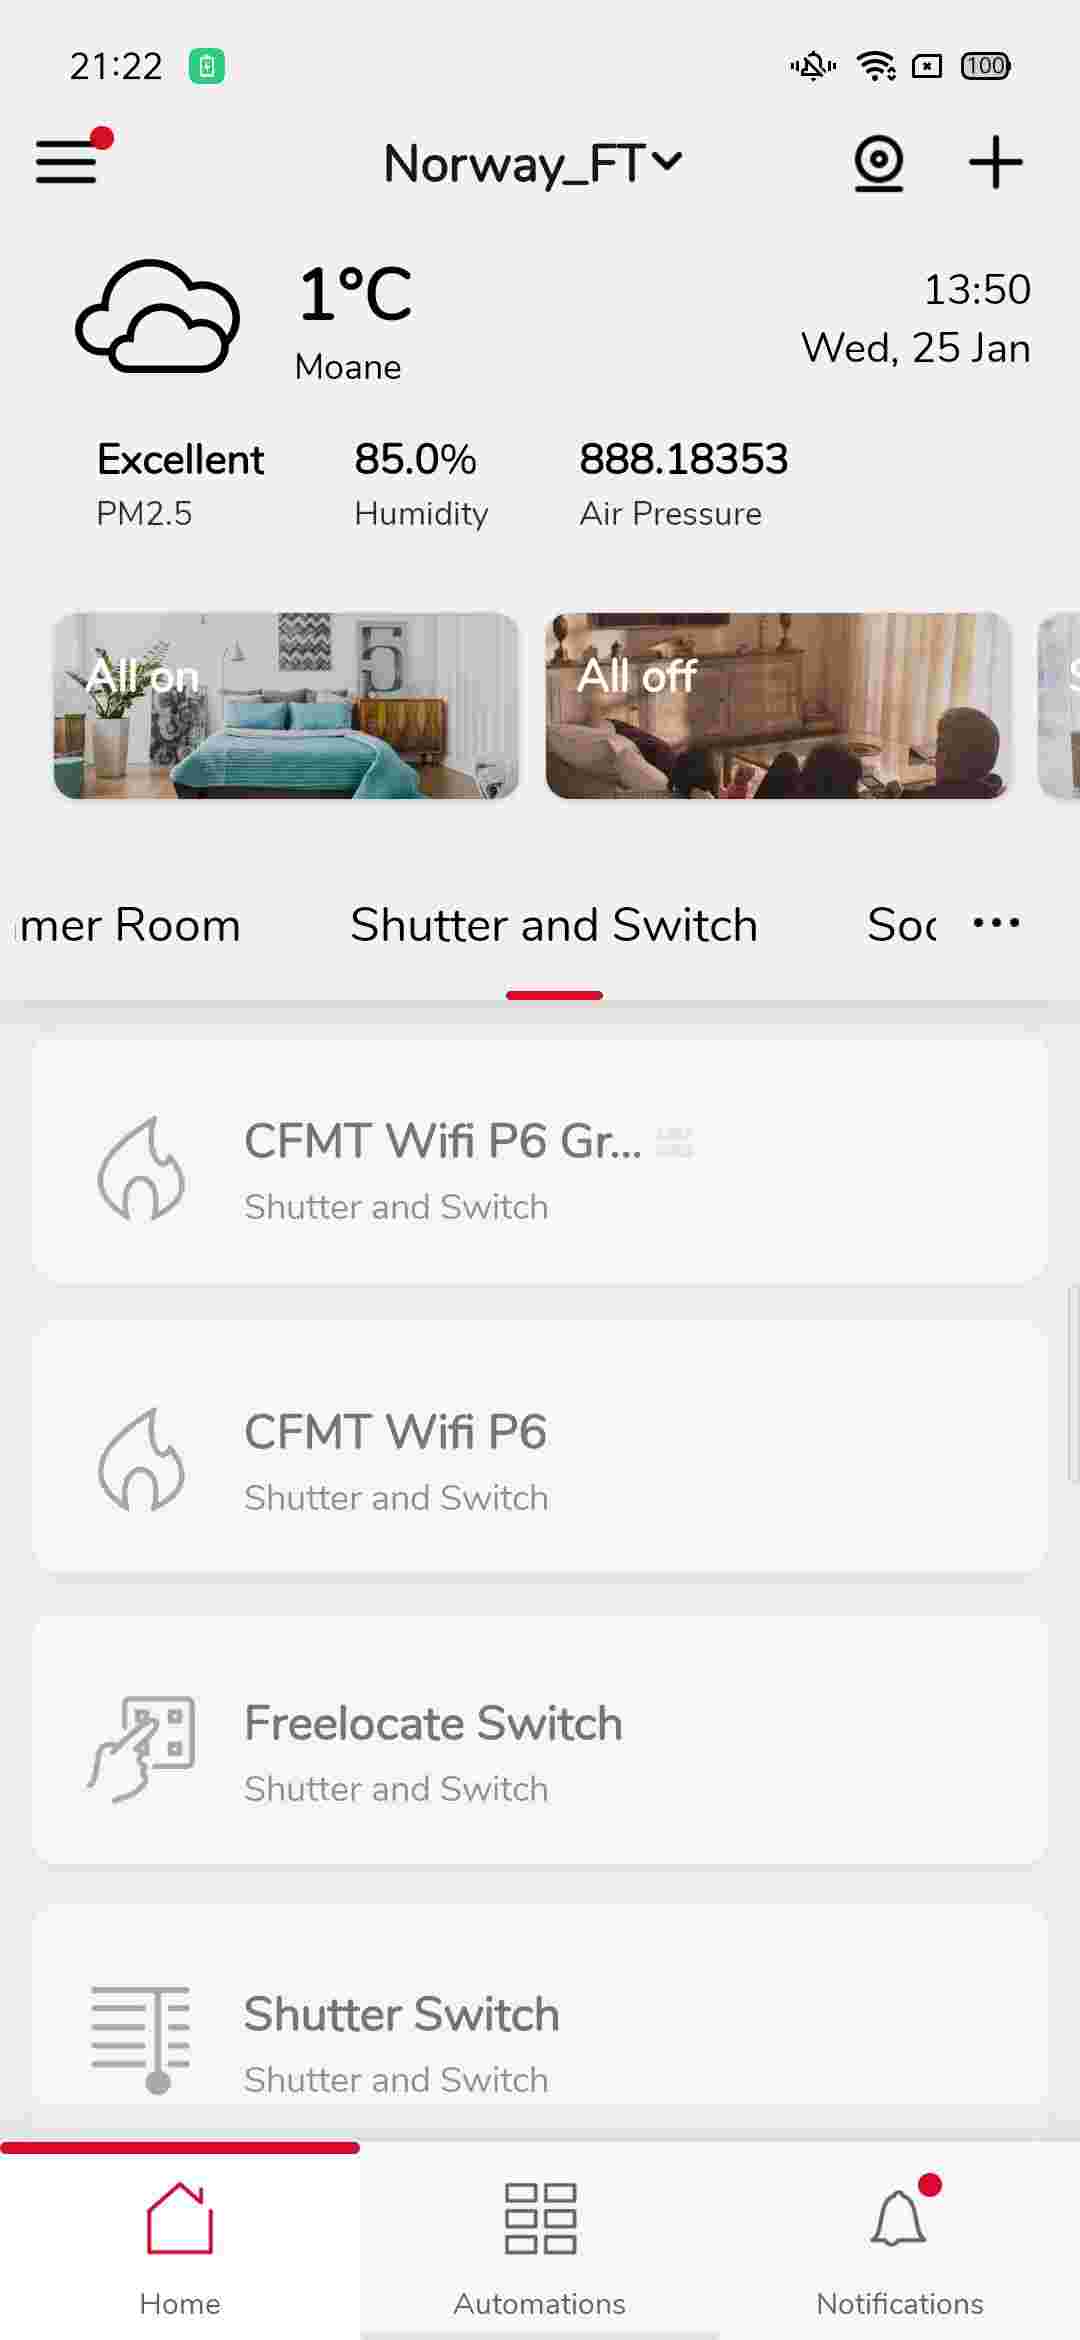 21:22
100
Norway_FT
1°C
Moane
13:50
Wed, 25 Jan
Excellent
PM2.5
85.0%
Humidity
888.18353
Air Pressure
All on
All off
S
mer Room
Shutter and Switch
Soc
CFMT Wifi P6 Gr...
Shutter and Switch
CFMT Wifi P6
Shutter and Switch
Freelocate Switch
Shutter and Switch
Shutter Switch
Shutter and Switch
Home
Automations
Notifications